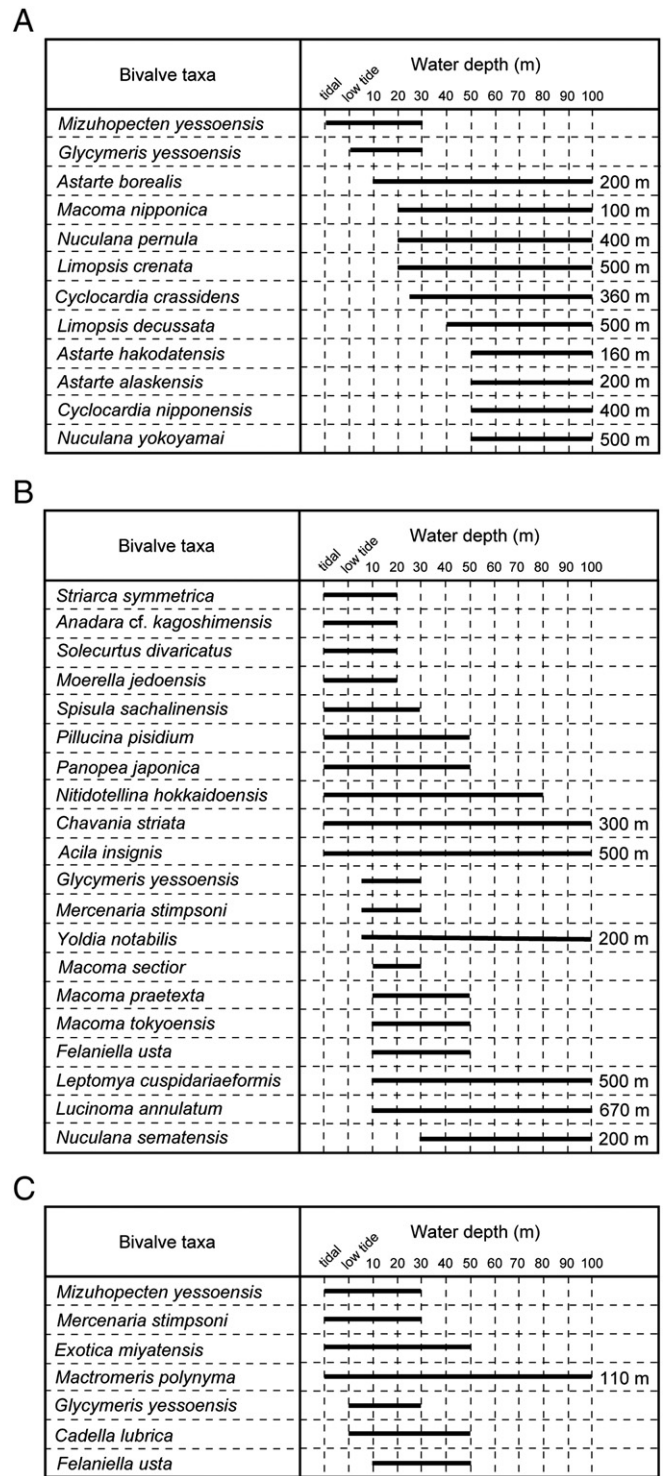 A
Bivalve taxa
Water depth (m)
tidal low tide 10 20 30 40 50 60 70 80 90 100
Mizuhopecten yessoensis
Glycymeris yessoensis
Astarte borealis 200 m
Macoma nipponica 100 m
Nuculana pernula 400 m
Limopsis crenata 500 m
Cyclocardia crassidens 360 m
Limopsis decussata 500 m
Astarte hakodatensis 160 m
Astarte alaskensis 200 m
Cyclocardia nipponensis 400 m
Nuculana yokoyamai 500 m
B
Bivalve taxa
Water depth (m)
tidal low tide 10 20 30 40 50 60 70 80 90 100
Striarca symmetrica
Anadara cf. kagoshimensis
Solecurtus divaricatus
Moerella jedoensis
Spisula sachalinensis
Pillucina pisidium
Panopea japonica
Nitidotellina hokkaidoensis
Chavania striata 300 m
Acila insignis 500 m
Glycymeris yessoensis
Mercenaria stimpsoni
Yoldia notabilis 200 m
Macoma sectior
Macoma praetexta
Macoma tokyoensis
Felaniella usta
Leptomya cuspidariaeformis 500 m
Lucinoma annulatum 670 m
Nuculana sematensis 200 m
C
Bivalve taxa
Water depth (m)
tidal low tide 10 20 30 40 50 60 70 80 90 100
Mizuhopecten yessoensis
Mercenaria stimpsoni
Exotica miyatensis
Mactromeris polynyma 110 m
Glycymeris yessoensis
Cadella lubrica
Felaniella usta